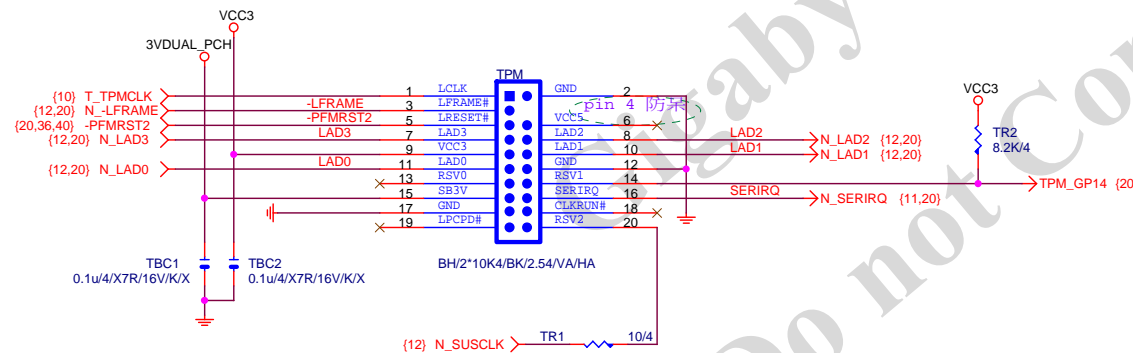 VCC3
3VDUAL_PCH
TPM
VCC3
{10} T_TPMCLK 1 LCLK GND 2
{12,20} N_-LFRAME -LFRAME 3 LFRAME# pin 4 防呆
{20,36,40} -PFMRST2 -PFMRST2 5 LRESET# VCC5 6
{12,20} N_LAD3 LAD3 7 LAD3 LAD2 8 LAD2 N_LAD2 {12,20}
9 VCC3 LAD1 10 LAD1 N_LAD1 {12,20}
{12,20} N_LAD0 LAD0 11 LAD0 GND 12
13 RSV0 RSV1 14 TPM_GP14 {20
15 SB3V SERIRQ 16 SERIRQ N_SERIRQ {11,20}
17 GND CLKRUN# 18
19 LPCPD# RSV2 20
TR2
8.2K/4
BH/2*10K4/BK/2.54/VA/HA
TBC1
0.1u/4/X7R/16V/K/X
TBC2
0.1u/4/X7R/16V/K/X
{12} N_SUSCLK TR1 10/4
Gigaby
Do not Co